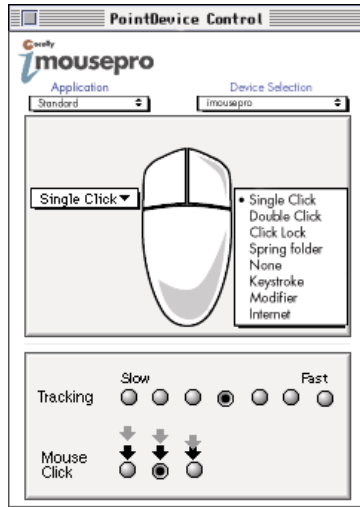 PointDevice Control
Cocally
imousepro
Application
Device Selection
Standard
imousepro
Single Click
• Single Click
Double Click
Click Lock
Spring folder
None
Keystroke
Modifier
Internet
Slow
Fast
Tracking
Mouse
Click